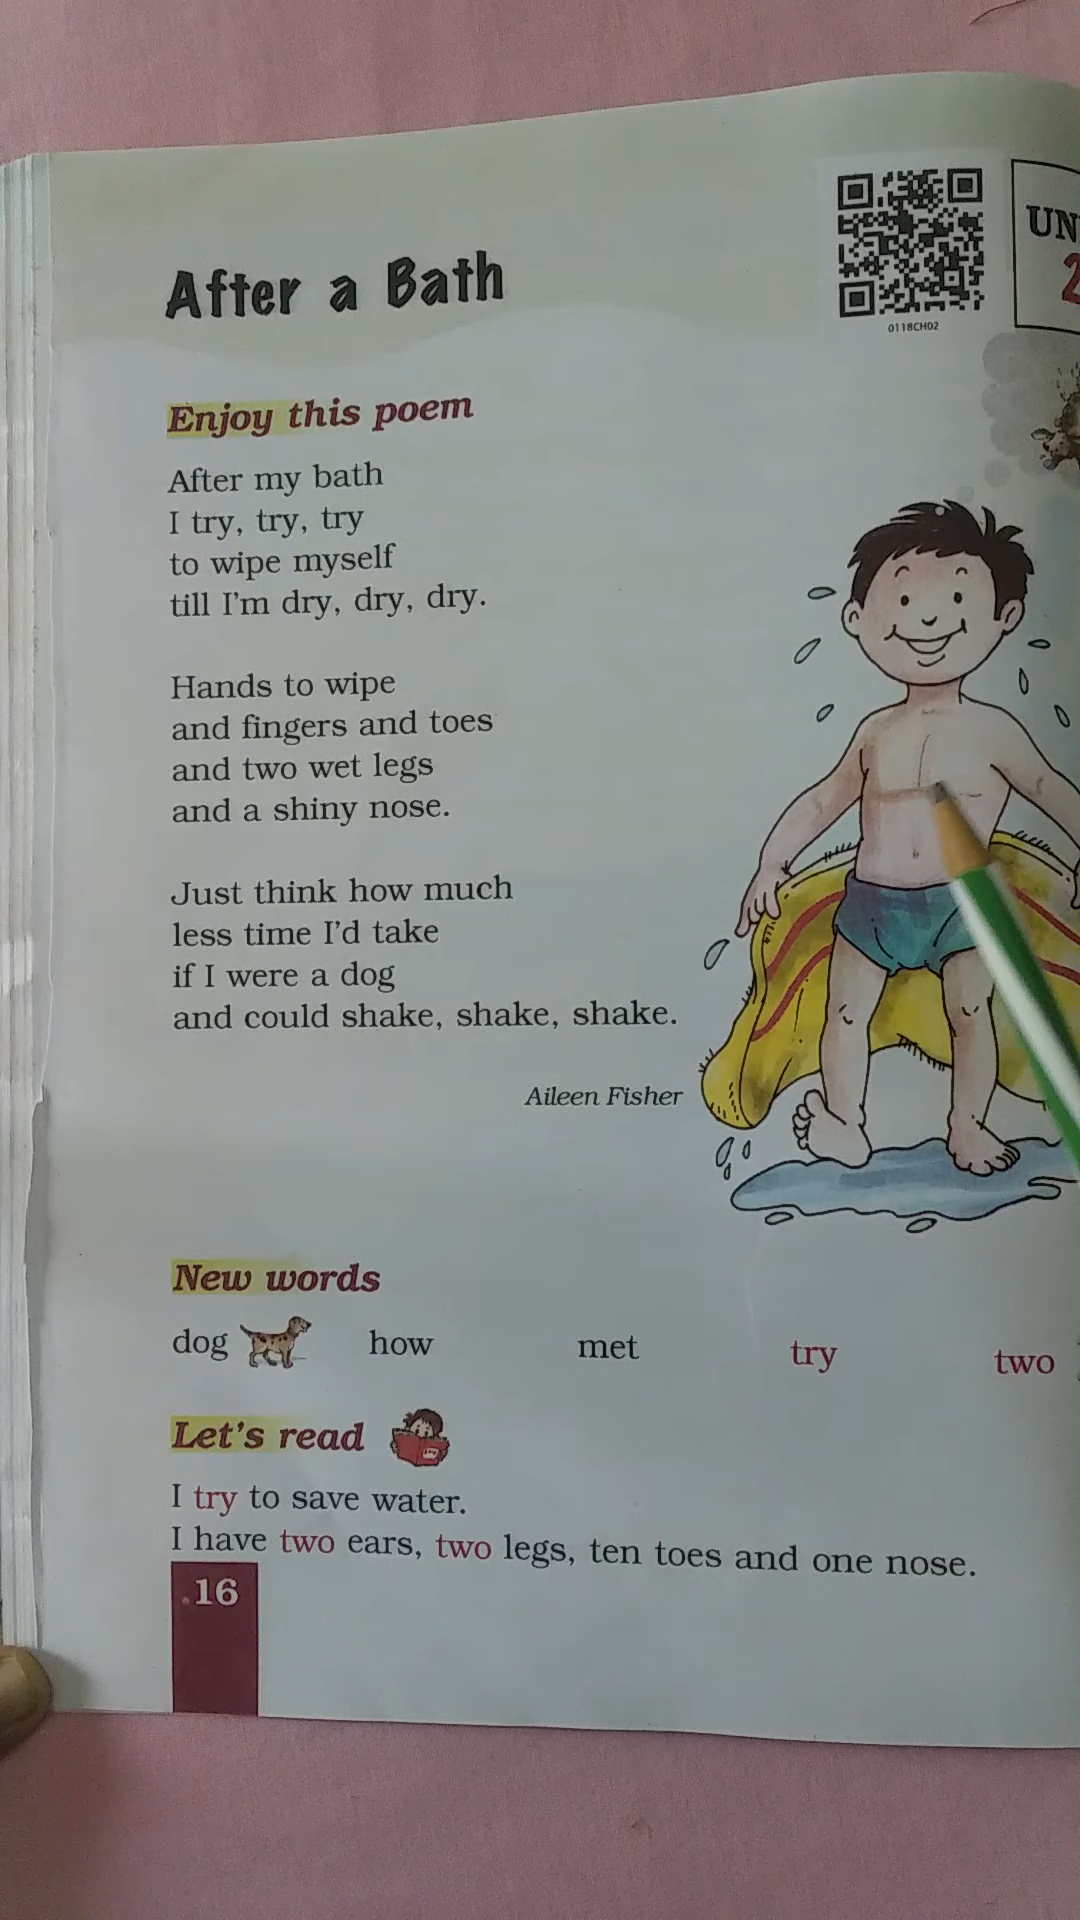 After a Bath
0118CH02
Enjoy this poem
After my bath
I try, try, try
to wipe myself
till I'm dry, dry, dry.
Hands to wipe
and fingers and toes
and two wet legs
and a shiny nose.
Just think how much
less time I'd take
if I were a dog
and could shake, shake, shake.
Aileen Fisher
New words
dog how met try two
Let's read
I try to save water.
I have two ears, two legs, ten toes and one nose.
16